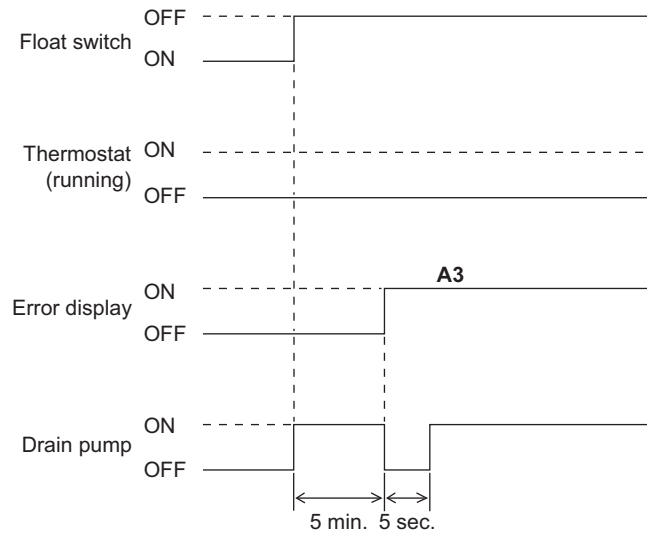 OFF
Float switch
ON
Thermostat
(running)
ON
OFF
A3
Error display
ON
OFF
Drain pump
ON
OFF
5 min. 5 sec.